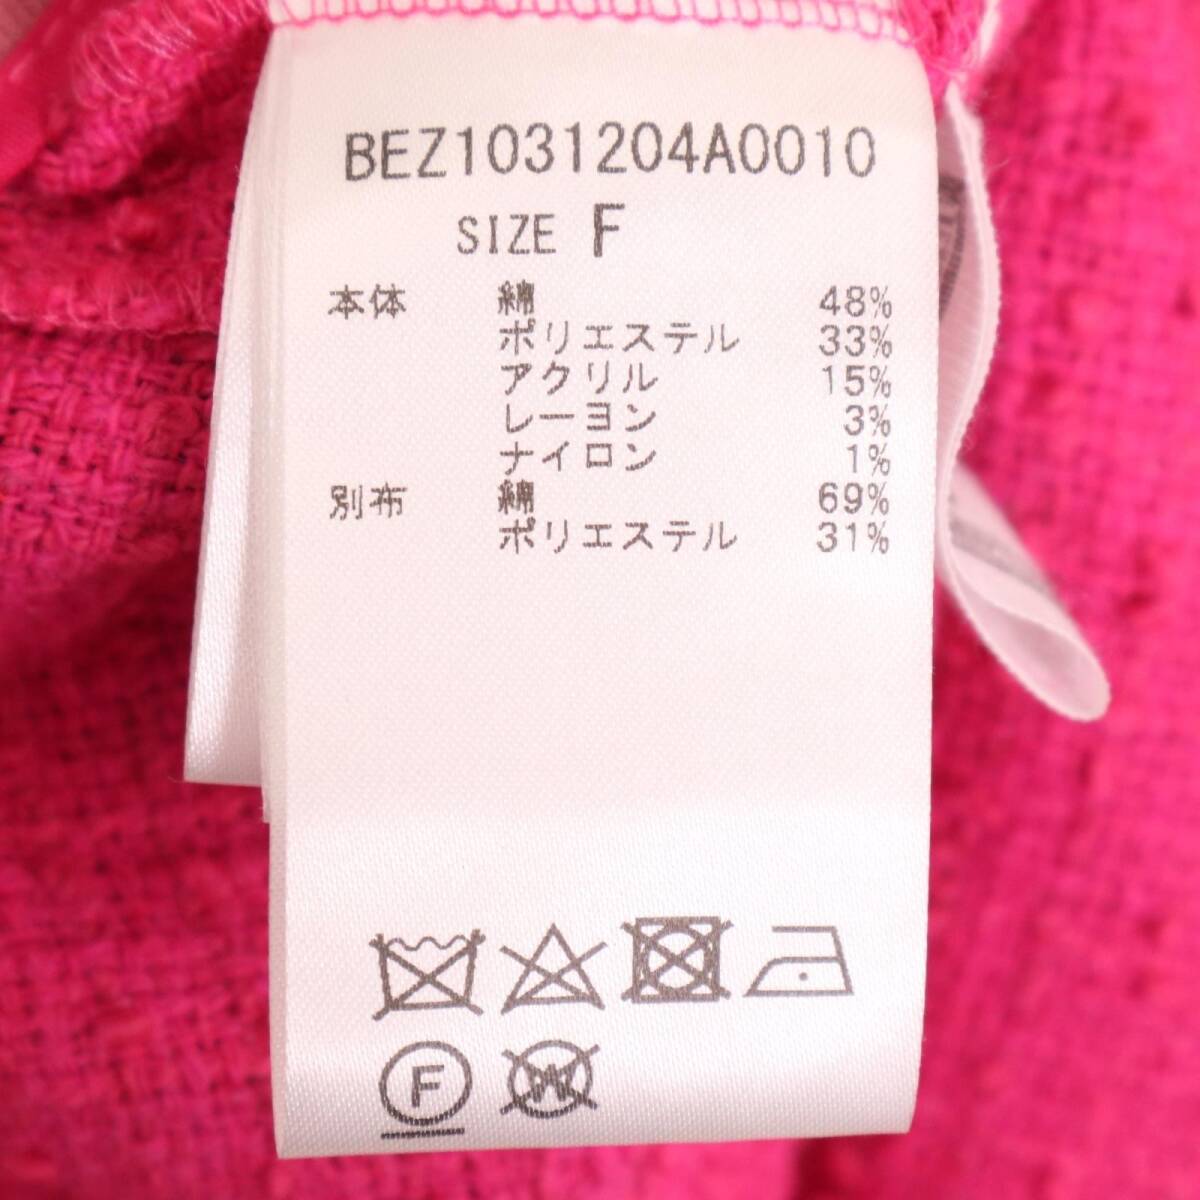 BEZ1031204A0010
SIZE F
本体 綿 48%
ポリエステル 33%
アクリル 15%
レーヨン 3%
ナイロン 1%
別布 綿 69%
ポリエステル 31%
F W